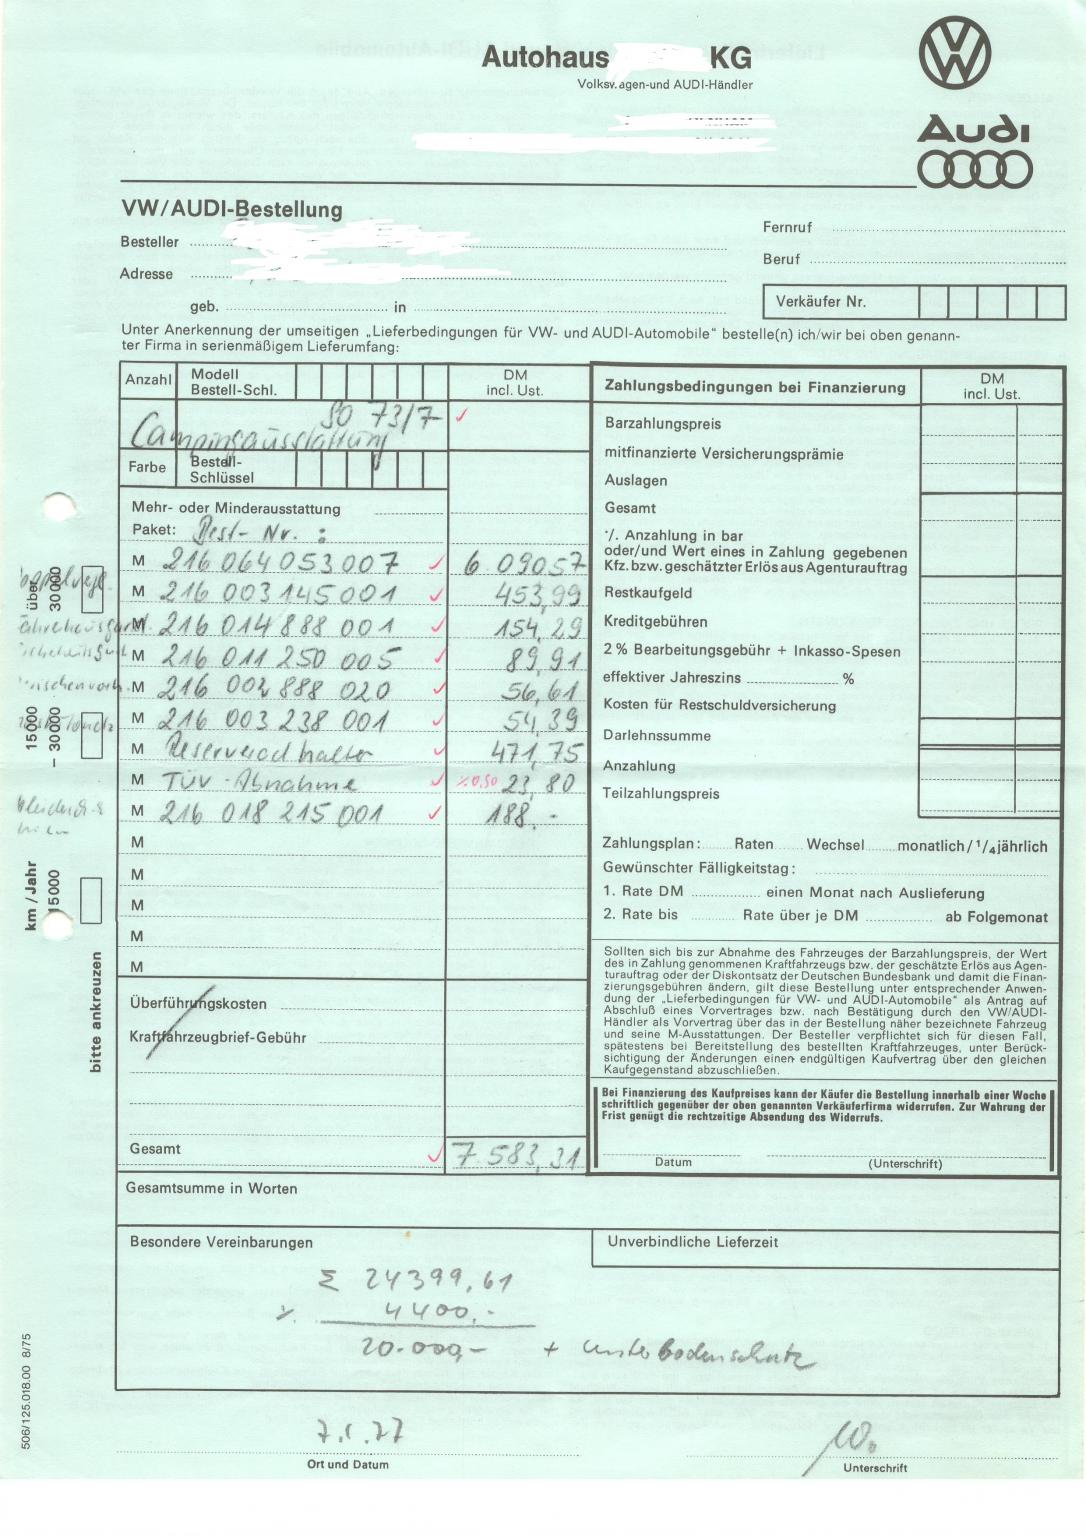 Autohaus KG
Volkswagen-und AUDI-Händler
Audi
VW/AUDI-Bestellung
Besteller
Adresse
geb. in
Fernruf
Beruf
Verkäufer Nr.
Unter Anerkennung der umseitigen „Lieferbedingungen für VW- und AUDI-Automobile" bestelle(n) ich/wir bei oben genann-
ter Firma in serienmäßigem Lieferumfang:
Anzahl
Modell
Bestell-Schl.
DM
incl. Ust.
SO 73/7
Campingausstattung
Farbe
Bestell-
Schlüssel
Mehr- oder Minderausstattung
Paket: Best-Nr. :
M 216 064 053 007 6 090 57
M 216 003 145 001 453,99
M 216 014 888 001 154,29
M 216 011 250 005 89,91
M 216 002 888 020 56,61
M 216 003 238 001 54,39
M Reserverad halter 471,75
M TÜV-Abnahme 23,80
M 216 018 215 001 188.-
M
M
M
M
M
Überführungskosten
Kraftfahrzeugbrief-Gebühr
Gesamt 7 583,31
über
30000
15000
– 30000
km / Jahr
15000
bitte ankreuzen
Zahlungsbedingungen bei Finanzierung
DM
incl. Ust.
Barzahlungspreis
mitfinanzierte Versicherungsprämie
Auslagen
Gesamt
·/. Anzahlung in bar
oder/und Wert eines in Zahlung gegebenen
Kfz. bzw. geschätzter Erlös aus Agenturauftrag
Restkaufgeld
Kreditgebühren
2 % Bearbeitungsgebühr + Inkasso-Spesen
effektiver Jahreszins %
Kosten für Restschuldversicherung
Darlehnssumme
Anzahlung
Teilzahlungspreis
Zahlungsplan: Raten Wechsel monatlich / 1/4 jährlich
Gewünschter Fälligkeitstag:
1. Rate DM einen Monat nach Auslieferung
2. Rate bis Rate über je DM ab Folgemonat
Sollten sich bis zur Abnahme des Fahrzeuges der Barzahlungspreis, der Wert
des in Zahlung genommenen Kraftfahrzeugs bzw. der geschätzte Erlös aus Agen-
turauftrag oder der Diskontsatz der Deutschen Bundesbank und damit die Finan-
zierungsgebühren ändern, gilt diese Bestellung unter entsprechender Anwen-
dung der „Lieferbedingungen für VW- und AUDI-Automobile" als Antrag auf
Abschluß eines Vorvertrages bzw. nach Bestätigung durch den VW/AUDI-
Händler als Vorvertrag über das in der Bestellung näher bezeichnete Fahrzeug
und seine M-Ausstattungen. Der Besteller verpflichtet sich für diesen Fall,
spätestens bei Bereitstellung des bestellten Kraftfahrzeuges, unter Berück-
sichtigung der Änderungen einen endgültigen Kaufvertrag über den gleichen
Kaufgegenstand abzuschließen.
Bei Finanzierung des Kaufpreises kann der Käufer die Bestellung innerhalb einer Woche
schriftlich gegenüber der oben genannten Verkäuferfirma widerrufen. Zur Wahrung der
Frist genügt die rechtzeitige Absendung des Widerrufs.
Datum (Unterschrift)
Gesamtsumme in Worten
Besondere Vereinbarungen
Unverbindliche Lieferzeit
Σ 24399,61
·/. 4400,-
20.000,- + Unterbodenschutz
506/125.018.00 8/75
7.1.77
Ort und Datum
Unterschrift